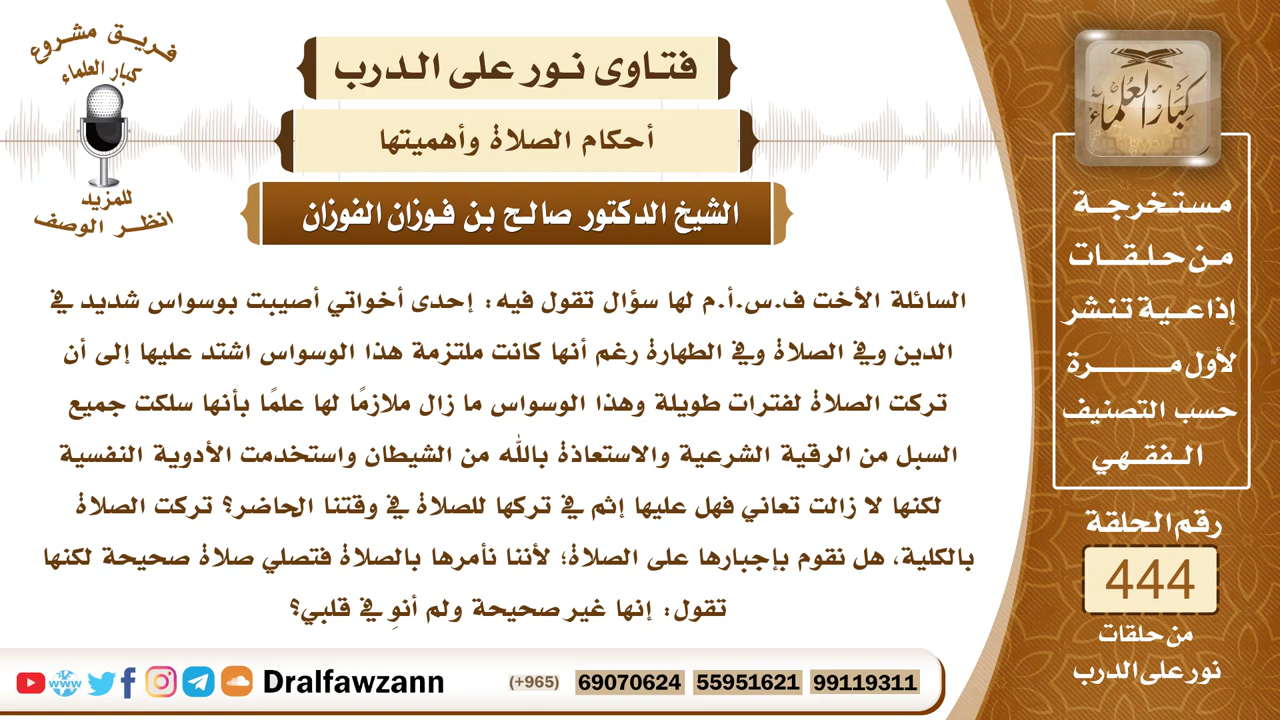 فريق مشروع
كبار العلماء
للمزيد
انظر الوصف
فتاوى نور على الدرب
أحكام الصلاة وأهميتها
الشيخ الدكتور صالح بن فوزان الفوزان
السائلة الأخت ف.س.أ.م لها سؤال تقول فيه: إحدى أخواتي أصيبت بوسواس شديد في
الدين وفي الصلاة وفي الطهارة رغم أنها كانت ملتزمة هذا الوسواس اشتد عليها إلى أن
تركت الصلاة لفترات طويلة وهذا الوسواس ما زال ملازمًا لها علمًا بأنها سلكت جميع
السبل من الرقية الشرعية والاستعاذة بالله من الشيطان واستخدمت الأدوية النفسية
لكنها لا زالت تعاني فهل عليها إثم في تركها للصلاة في وقتنا الحاضر؟ تركت الصلاة
بالكلية، هل نقوم بإجبارها على الصلاة؛ لأننا نأمرها بالصلاة فتصلي صلاة صحيحة لكنها
تقول: إنها غير صحيحة ولم أنوِ في قلبي؟
كبار العلماء
مستخرجة
من حلقات
إذاعية تنشر
لأول مرة
حسب التصنيف
الفقهي
رقم الحلقة
444
من حلقات
نور على الدرب
www
Dralfawzann
(+965) 69070624 55951621 99119311